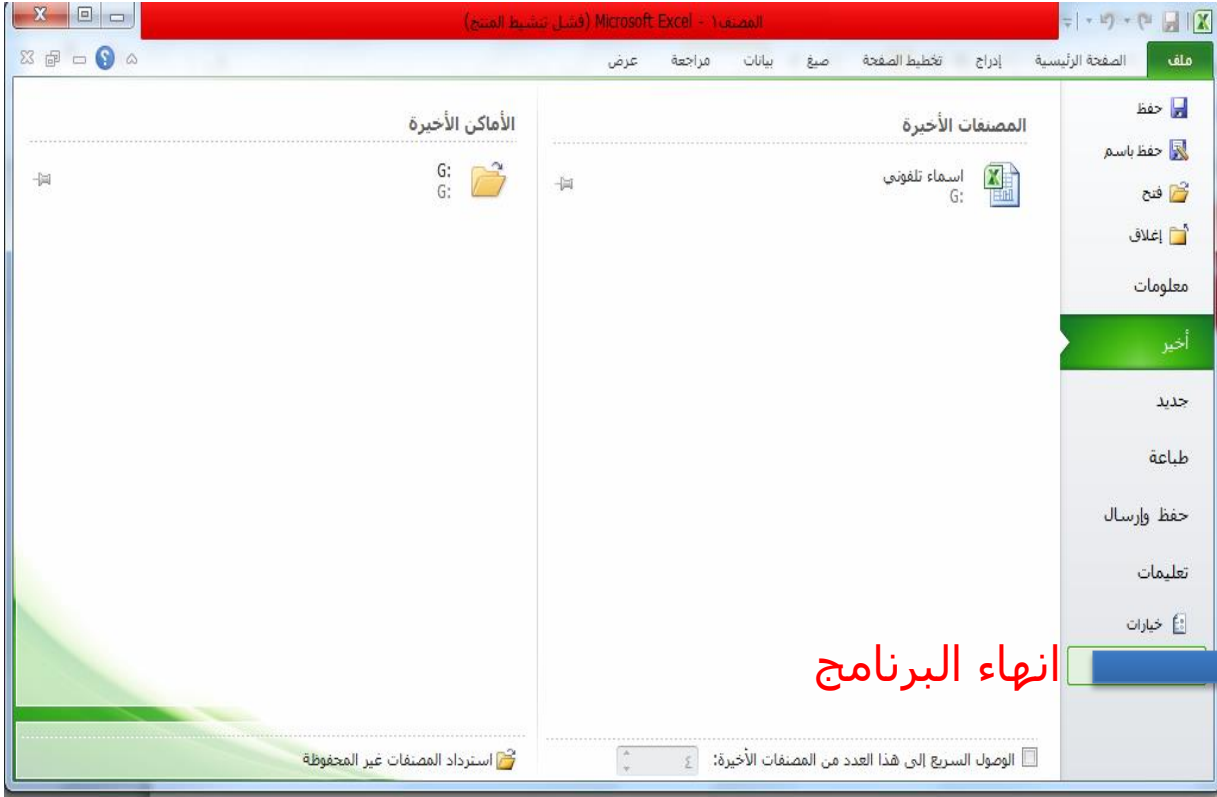 المصنف١ - Microsoft Excel (فشل تنشيط المنتج)
ملف
الصفحة الرئيسية
إدراج
تخطيط الصفحة
صيغ
بيانات
مراجعة
عرض
حفظ
حفظ باسم
فتح
إغلاق
معلومات
أخير
جديد
طباعة
حفظ وإرسال
تعليمات
خيارات
انهاء البرنامج
المصنفات الأخيرة
اسماء تلفوني
G:
الوصول السريع إلى هذا العدد من المصنفات الأخيرة: ٤
الأماكن الأخيرة
G:
G:
استرداد المصنفات غير المحفوظة